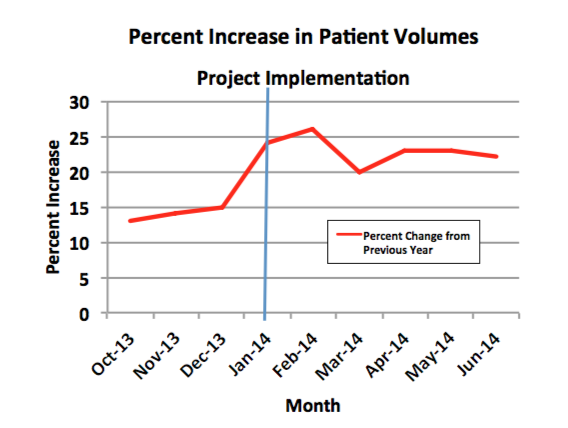 Percent Increase in Patient Volumes
Project Implementation
Percent Increase
30
25
20
15
10
5
0
Percent Change from
Previous Year
Oct-13
Nov-13
Dec-13
Jan-14
Feb-14
Mar-14
Apr-14
May-14
Jun-14
Month